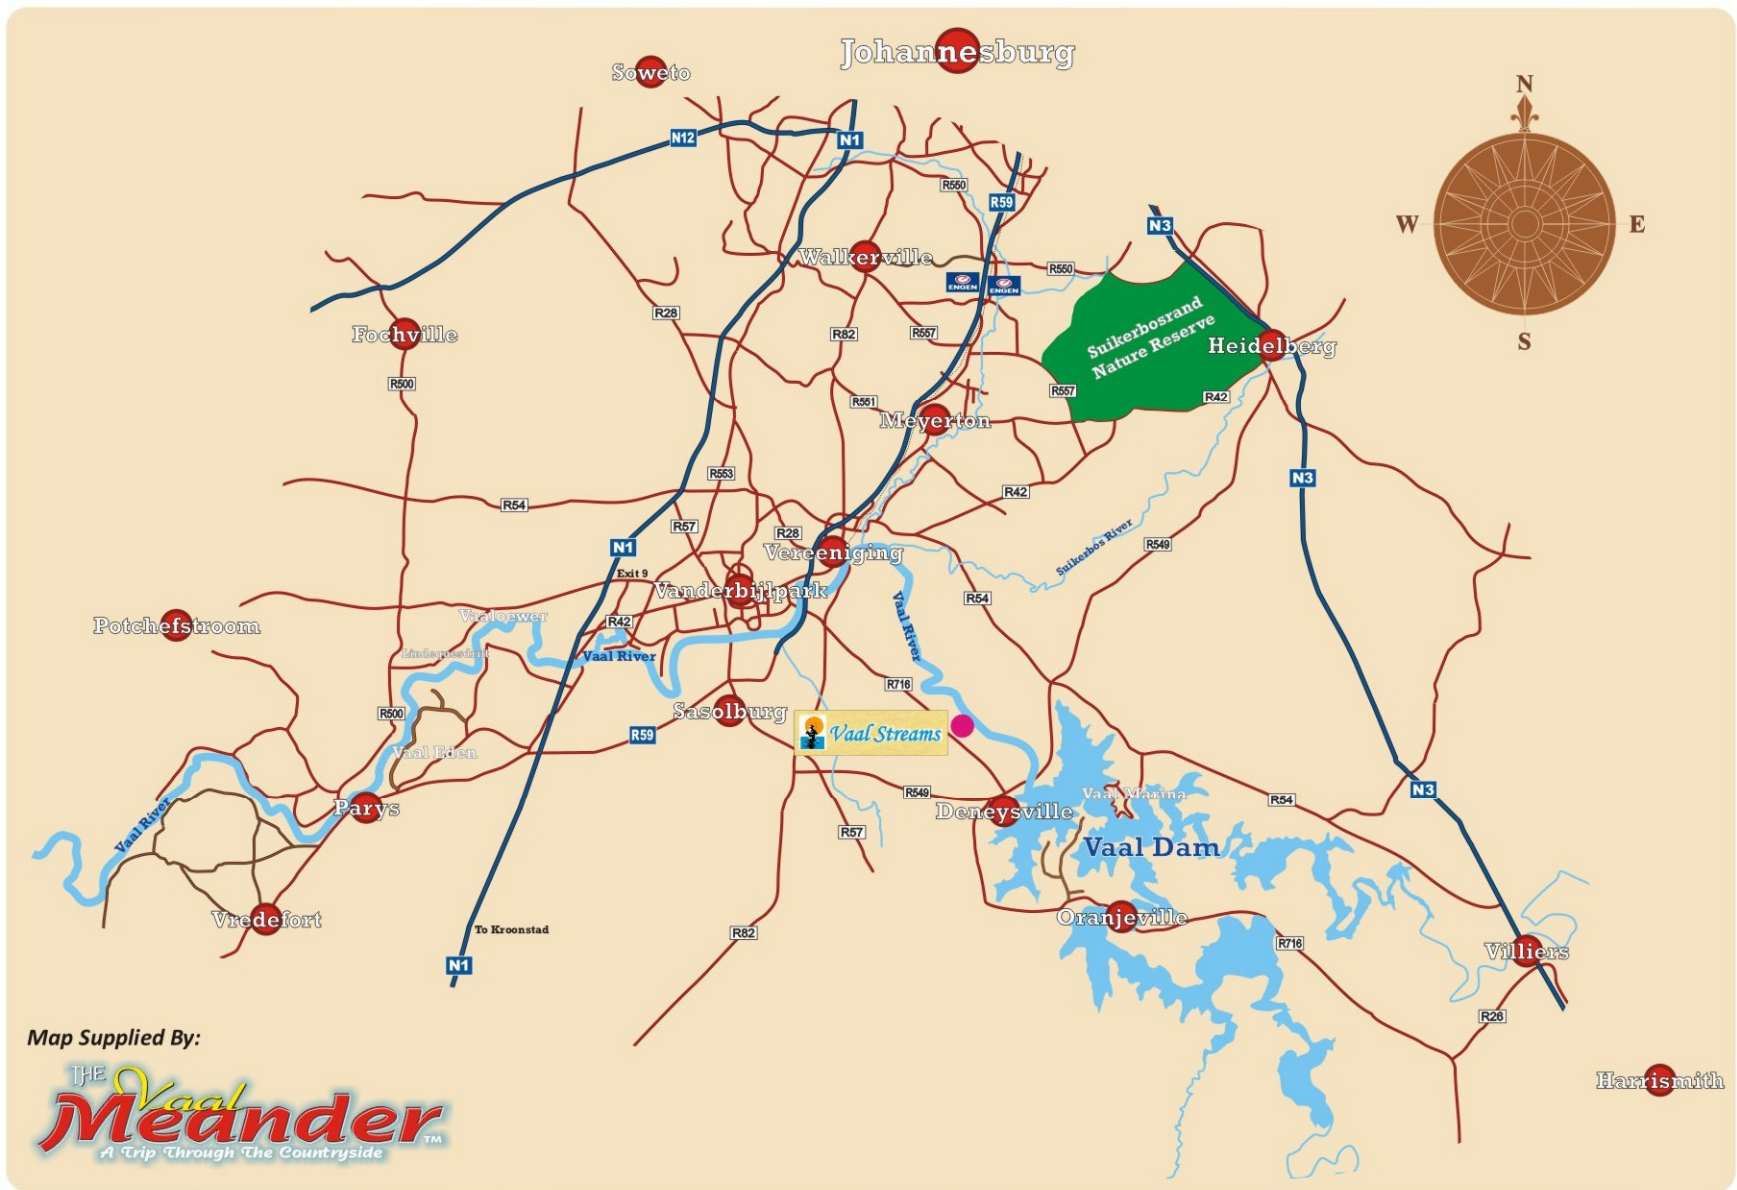 Johannesburg
Soweto
N
N12
N1
R550
R59
N3
W
E
Walkerville
R550
ENGEN
ENGEN
R28
Suikerbosrand
Nature Reserve
S
Fochville
R82
R557
Heidelberg
R500
R557
R42
R551
Meyerton
R553
N3
R54
R42
R57
R28
N1
Vereeniging
Suikerbos River
R549
Exit 9
Vanderbijlpark
R54
Vaaloewer
Potchefstroom
R42
Vaal River
Lindequesdrift
Vaal River
R716
R500
Sasolburg
Vaal Streams
R59
Vaal Eden
R549
Vaal Marina
R54
N3
Parys
Deneysville
Vaal River
R57
Vaal Dam
Vredefort
Oranjeville
To Kroonstad
R82
R716
Villiers
N1
R26
Map Supplied By:
THE
Vaal
Meander™
A Trip Through The Countryside
Harrismith